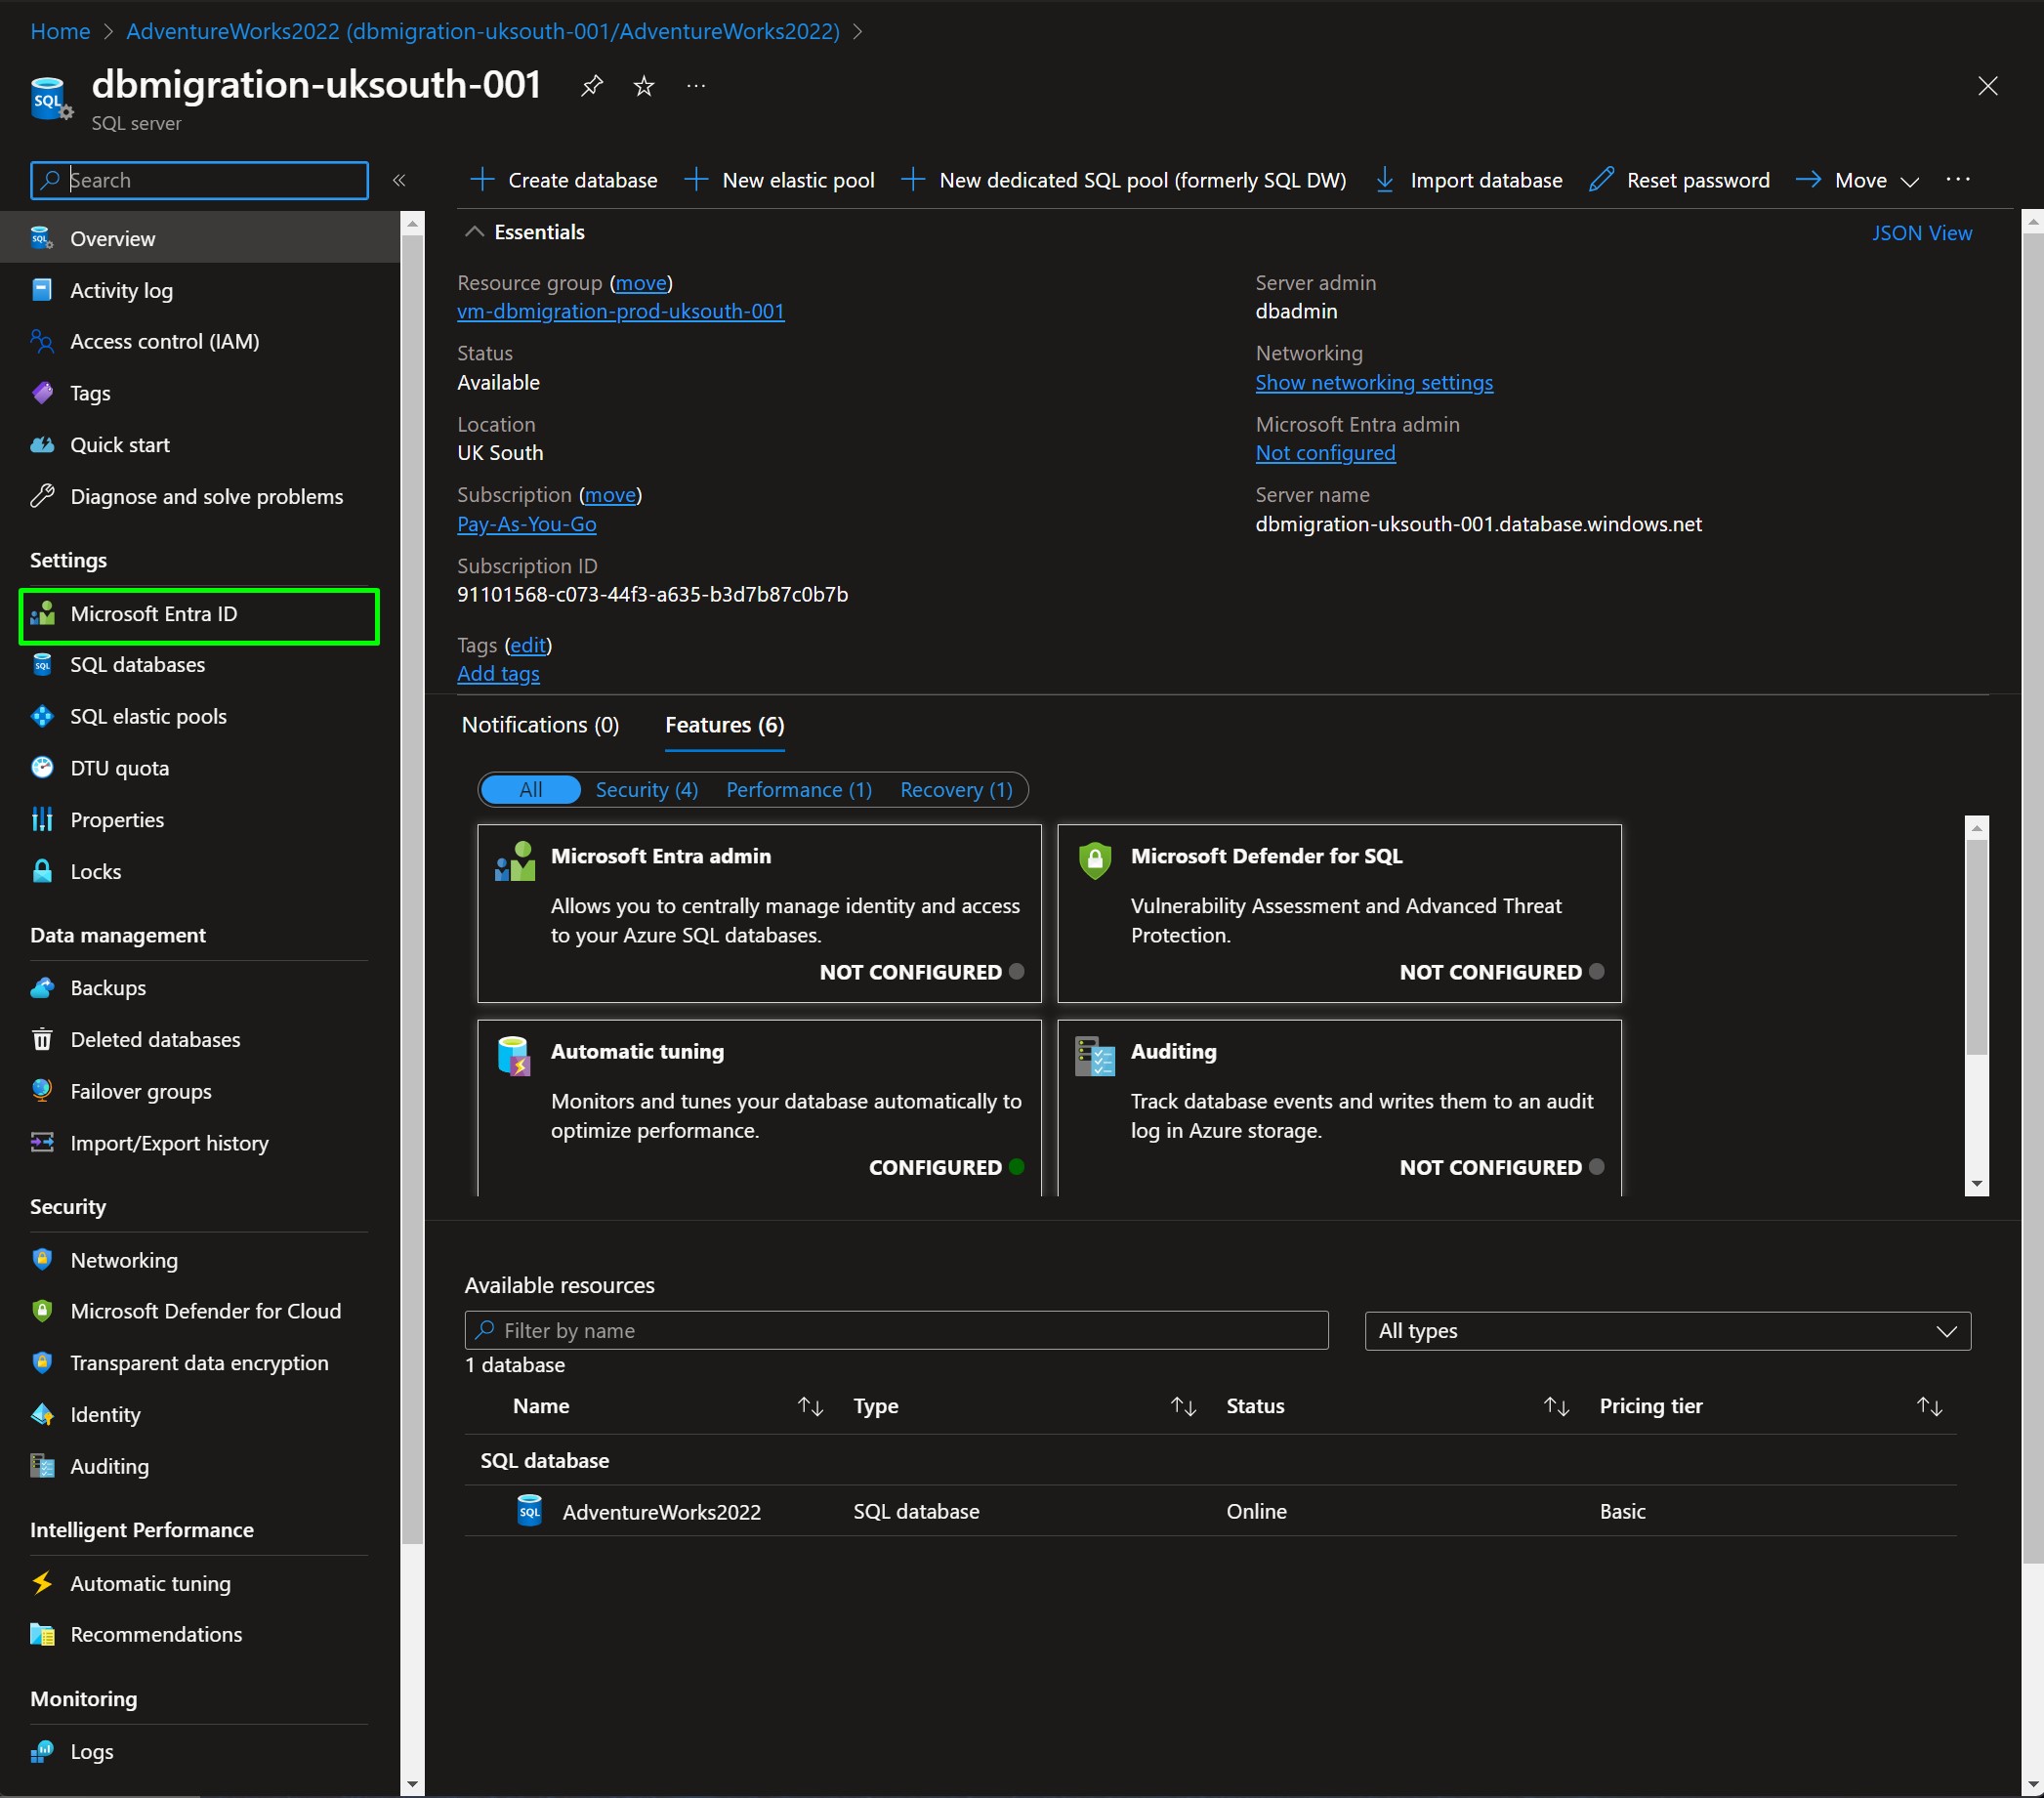 Home > AdventureWorks2022 (dbmigration-uksouth-001/AdventureWorks2022) >
dbmigration-uksouth-001
SQL server
Search
Create database
New elastic pool
New dedicated SQL pool (formerly SQL DW)
Import database
Reset password
Move
Overview
Activity log
Access control (IAM)
Tags
Quick start
Diagnose and solve problems
Settings
Microsoft Entra ID
SQL databases
SQL elastic pools
DTU quota
Properties
Locks
Data management
Backups
Deleted databases
Failover groups
Import/Export history
Security
Networking
Microsoft Defender for Cloud
Transparent data encryption
Identity
Auditing
Intelligent Performance
Automatic tuning
Recommendations
Monitoring
Logs
Essentials
JSON View
Resource group (move)
vm-dbmigration-prod-uksouth-001
Status
Available
Location
UK South
Subscription (move)
Pay-As-You-Go
Subscription ID
91101568-c073-44f3-a635-b3d7b87c0b7b
Tags (edit)
Add tags
Server admin
dbadmin
Networking
Show networking settings
Microsoft Entra admin
Not configured
Server name
dbmigration-uksouth-001.database.windows.net
Notifications (0)
Features (6)
All
Security (4)
Performance (1)
Recovery (1)
Microsoft Entra admin
Allows you to centrally manage identity and access
to your Azure SQL databases.
NOT CONFIGURED
Microsoft Defender for SQL
Vulnerability Assessment and Advanced Threat
Protection.
NOT CONFIGURED
Automatic tuning
Monitors and tunes your database automatically to
optimize performance.
CONFIGURED
Auditing
Track database events and writes them to an audit
log in Azure storage.
NOT CONFIGURED
Available resources
Filter by name
All types
1 database
Name
Type
Status
Pricing tier
SQL database
AdventureWorks2022
SQL database
Online
Basic